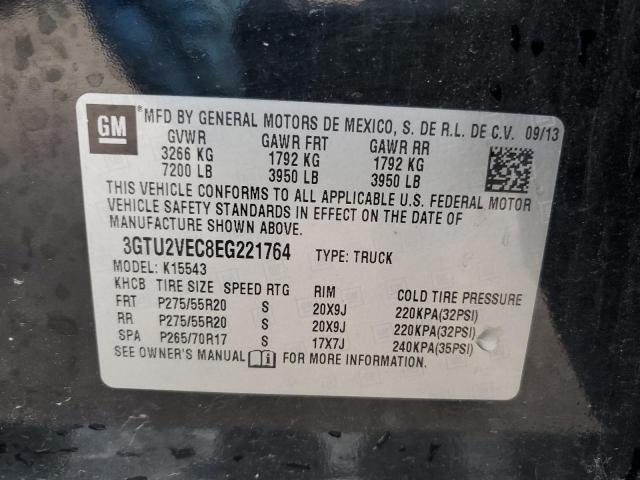 GM
*MFD BY GENERAL MOTORS DE MEXICO, S. DE R.L. DE C.V. 09/13
GVWR GAWR FRT GAWR RR
3266 KG 1792 KG 1792 KG
7200 LB 3950 LB 3950 LB
THIS VEHICLE CONFORMS TO ALL APPLICABLE U.S. FEDERAL MOTOR
VEHICLE SAFETY STANDARDS IN EFFECT ON THE DATE OF
MANUFACTURE SHOWN ABOVE.
3GTU2VEC8EG221764 TYPE: TRUCK
MODEL: K15543
KHCB TIRE SIZE SPEED RTG RIM COLD TIRE PRESSURE
FRT P275/55R20 S 20X9J 220KPA(32PSI)
RR P275/55R20 S 20X9J 220KPA(32PSI)
SPA P265/70R17 S 17X7J 240KPA(35PSI)
SEE OWNER'S MANUAL FOR MORE INFORMATION.